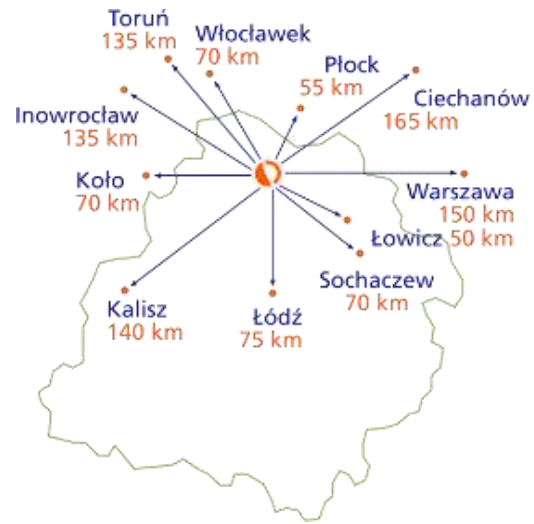 Toruń
135 km
Włocławek
70 km
Płock
55 km
Ciechanów
165 km
Inowrocław
135 km
Koło
70 km
Warszawa
150 km
Łowicz 50 km
Sochaczew
70 km
Kalisz
140 km
Łódź
75 km